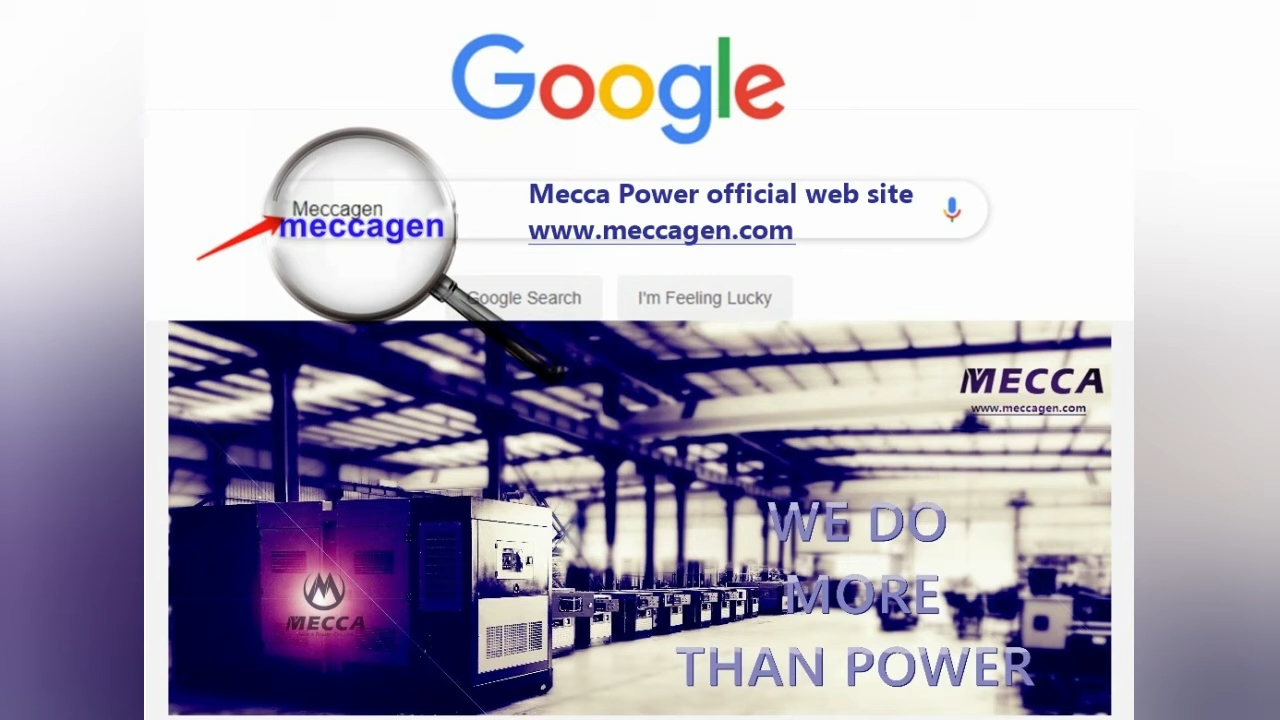 Google
Meccagen
meccagen
Mecca Power official web site
www.meccagen.com
Google Search
I'm Feeling Lucky
MECCA
www.meccagen.com
WE DO
MORE
THAN POWER
MECCA